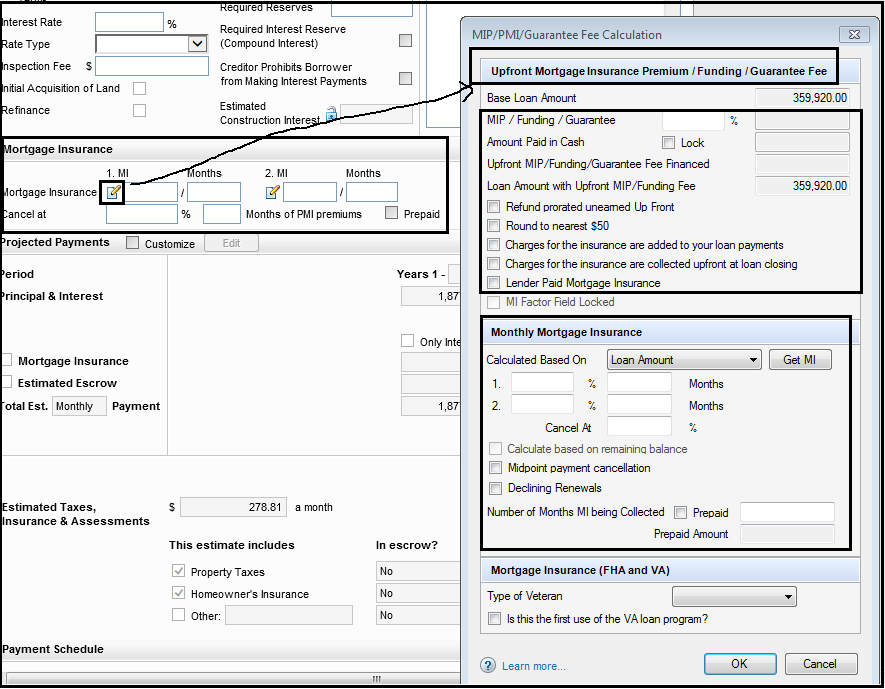 Required Reserves
Interest Rate %
Required Interest Reserve
(Compound Interest)
Rate Type
Inspection Fee $
Creditor Prohibits Borrower
from Making Interest Payments
Initial Acquisition of Land
Refinance
Estimated
Construction Interest
Mortgage Insurance
1. MI Months 2. MI Months
Mortgage Insurance / /
Cancel at % Months of PMI premiums Prepaid
Projected Payments Customize Edit
Period Years 1 -
Principal & Interest 1,87
Only Inte
Mortgage Insurance
Estimated Escrow
Total Est. Monthly Payment 1,87
Estimated Taxes,
Insurance & Assessments
$ 278.81 a month
This estimate includes In escrow?
Property Taxes No
Homeowner's Insurance No
Other: No
Payment Schedule
MIP/PMI/Guarantee Fee Calculation
Upfront Mortgage Insurance Premium / Funding / Guarantee Fee
Base Loan Amount 359,920.00
MIP / Funding / Guarantee %
Amount Paid in Cash Lock
Upfront MIP/Funding/Guarantee Fee Financed
Loan Amount with Upfront MIP/Funding Fee 359,920.00
Refund prorated unearned Up Front
Round to nearest $50
Charges for the insurance are added to your loan payments
Charges for the insurance are collected upfront at loan closing
Lender Paid Mortgage Insurance
MI Factor Field Locked
Monthly Mortgage Insurance
Calculated Based On Loan Amount Get MI
1. % Months
2. % Months
Cancel At %
Calculate based on remaining balance
Midpoint payment cancellation
Declining Renewals
Number of Months MI being Collected Prepaid
Prepaid Amount
Mortgage Insurance (FHA and VA)
Type of Veteran
Is this the first use of the VA loan program?
? Learn more... OK Cancel